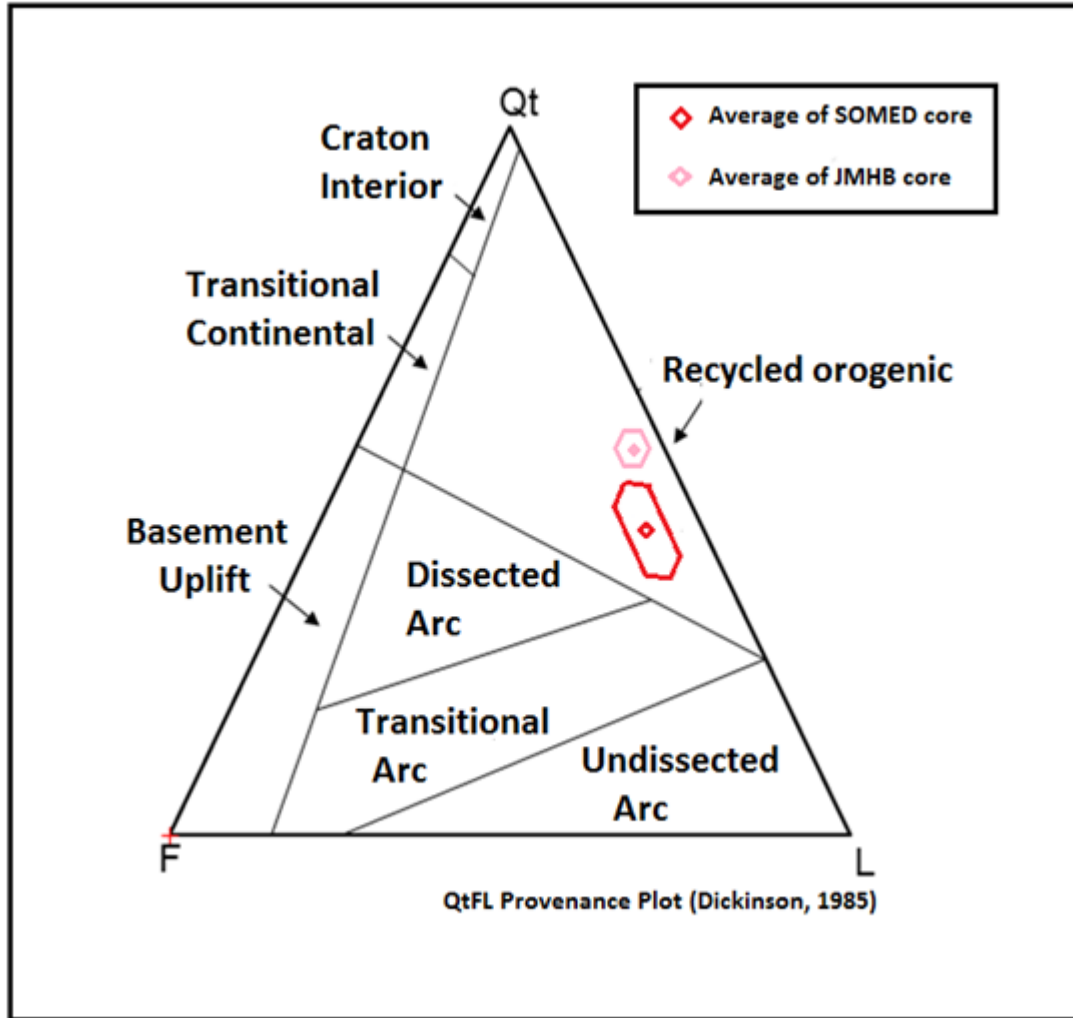 Qt
Average of SOMED core
Average of JMHB core
Craton
Interior
Transitional
Continental
Recycled orogenic
Basement
Uplift
Dissected
Arc
Transitional
Arc
Undissected
Arc
F
L
QtFL Provenance Plot (Dickinson, 1985)